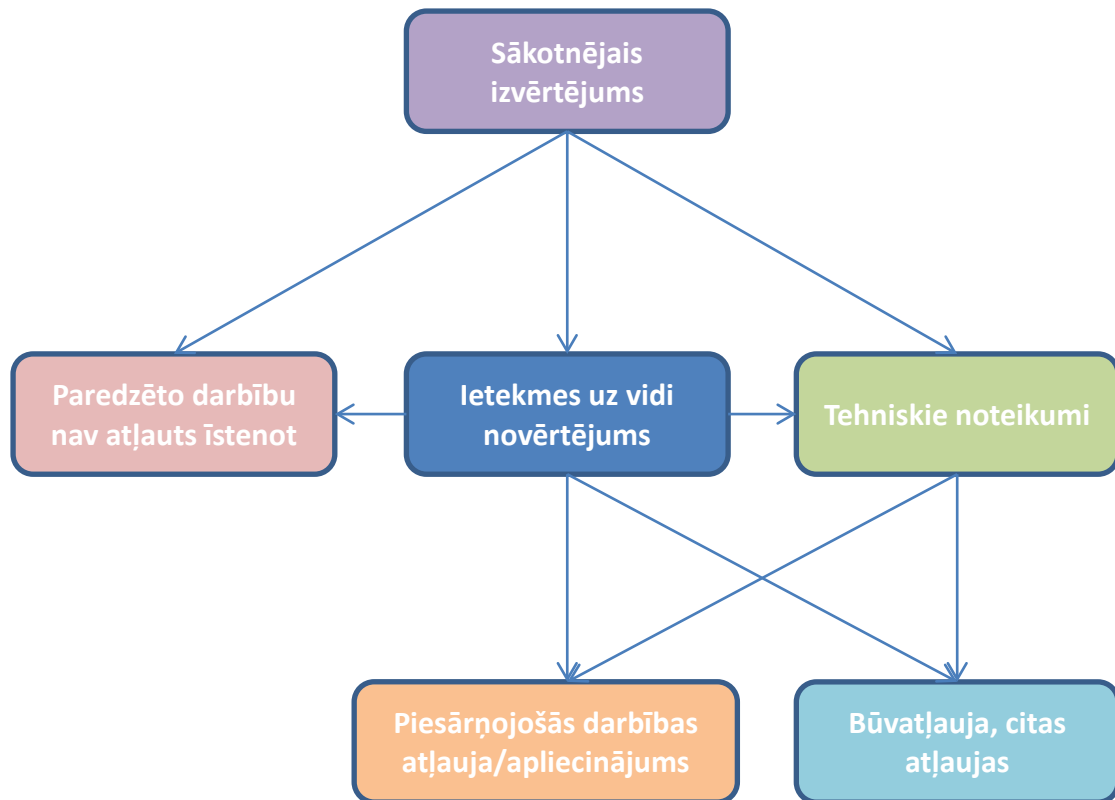 Sākotnējais
izvērtējums
Paredzēto darbību
nav atļauts īstenot
Ietekmes uz vidi
novērtējums
Tehniskie noteikumi
Piesārņojošās darbības
atļauja/apliecinājums
Būvatļauja, citas
atļaujas